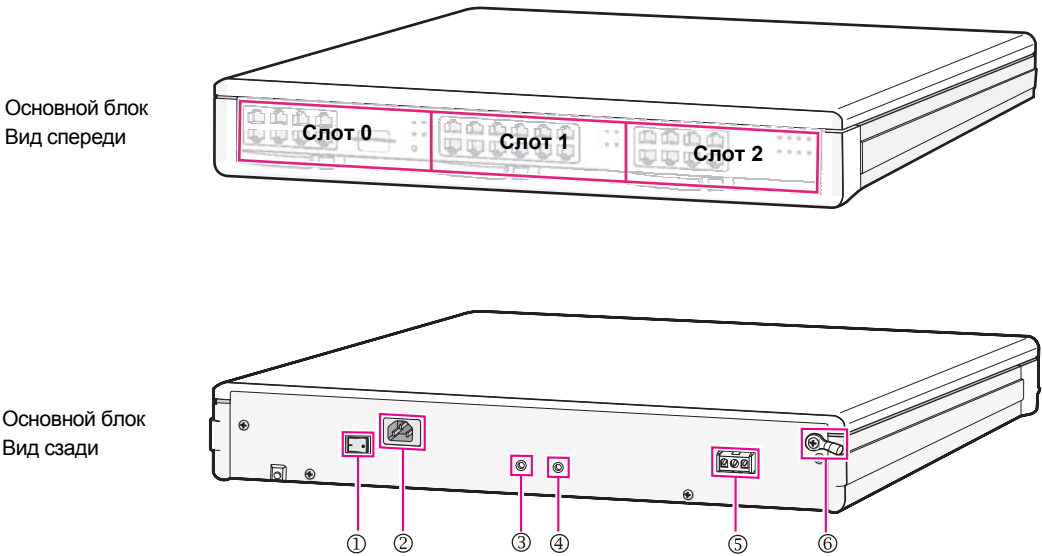 Основной блок
Вид спереди
Слот 0
Слот 1
Слот 2
Основной блок
Вид сзади
① ② ③ ④ ⑤ ⑥